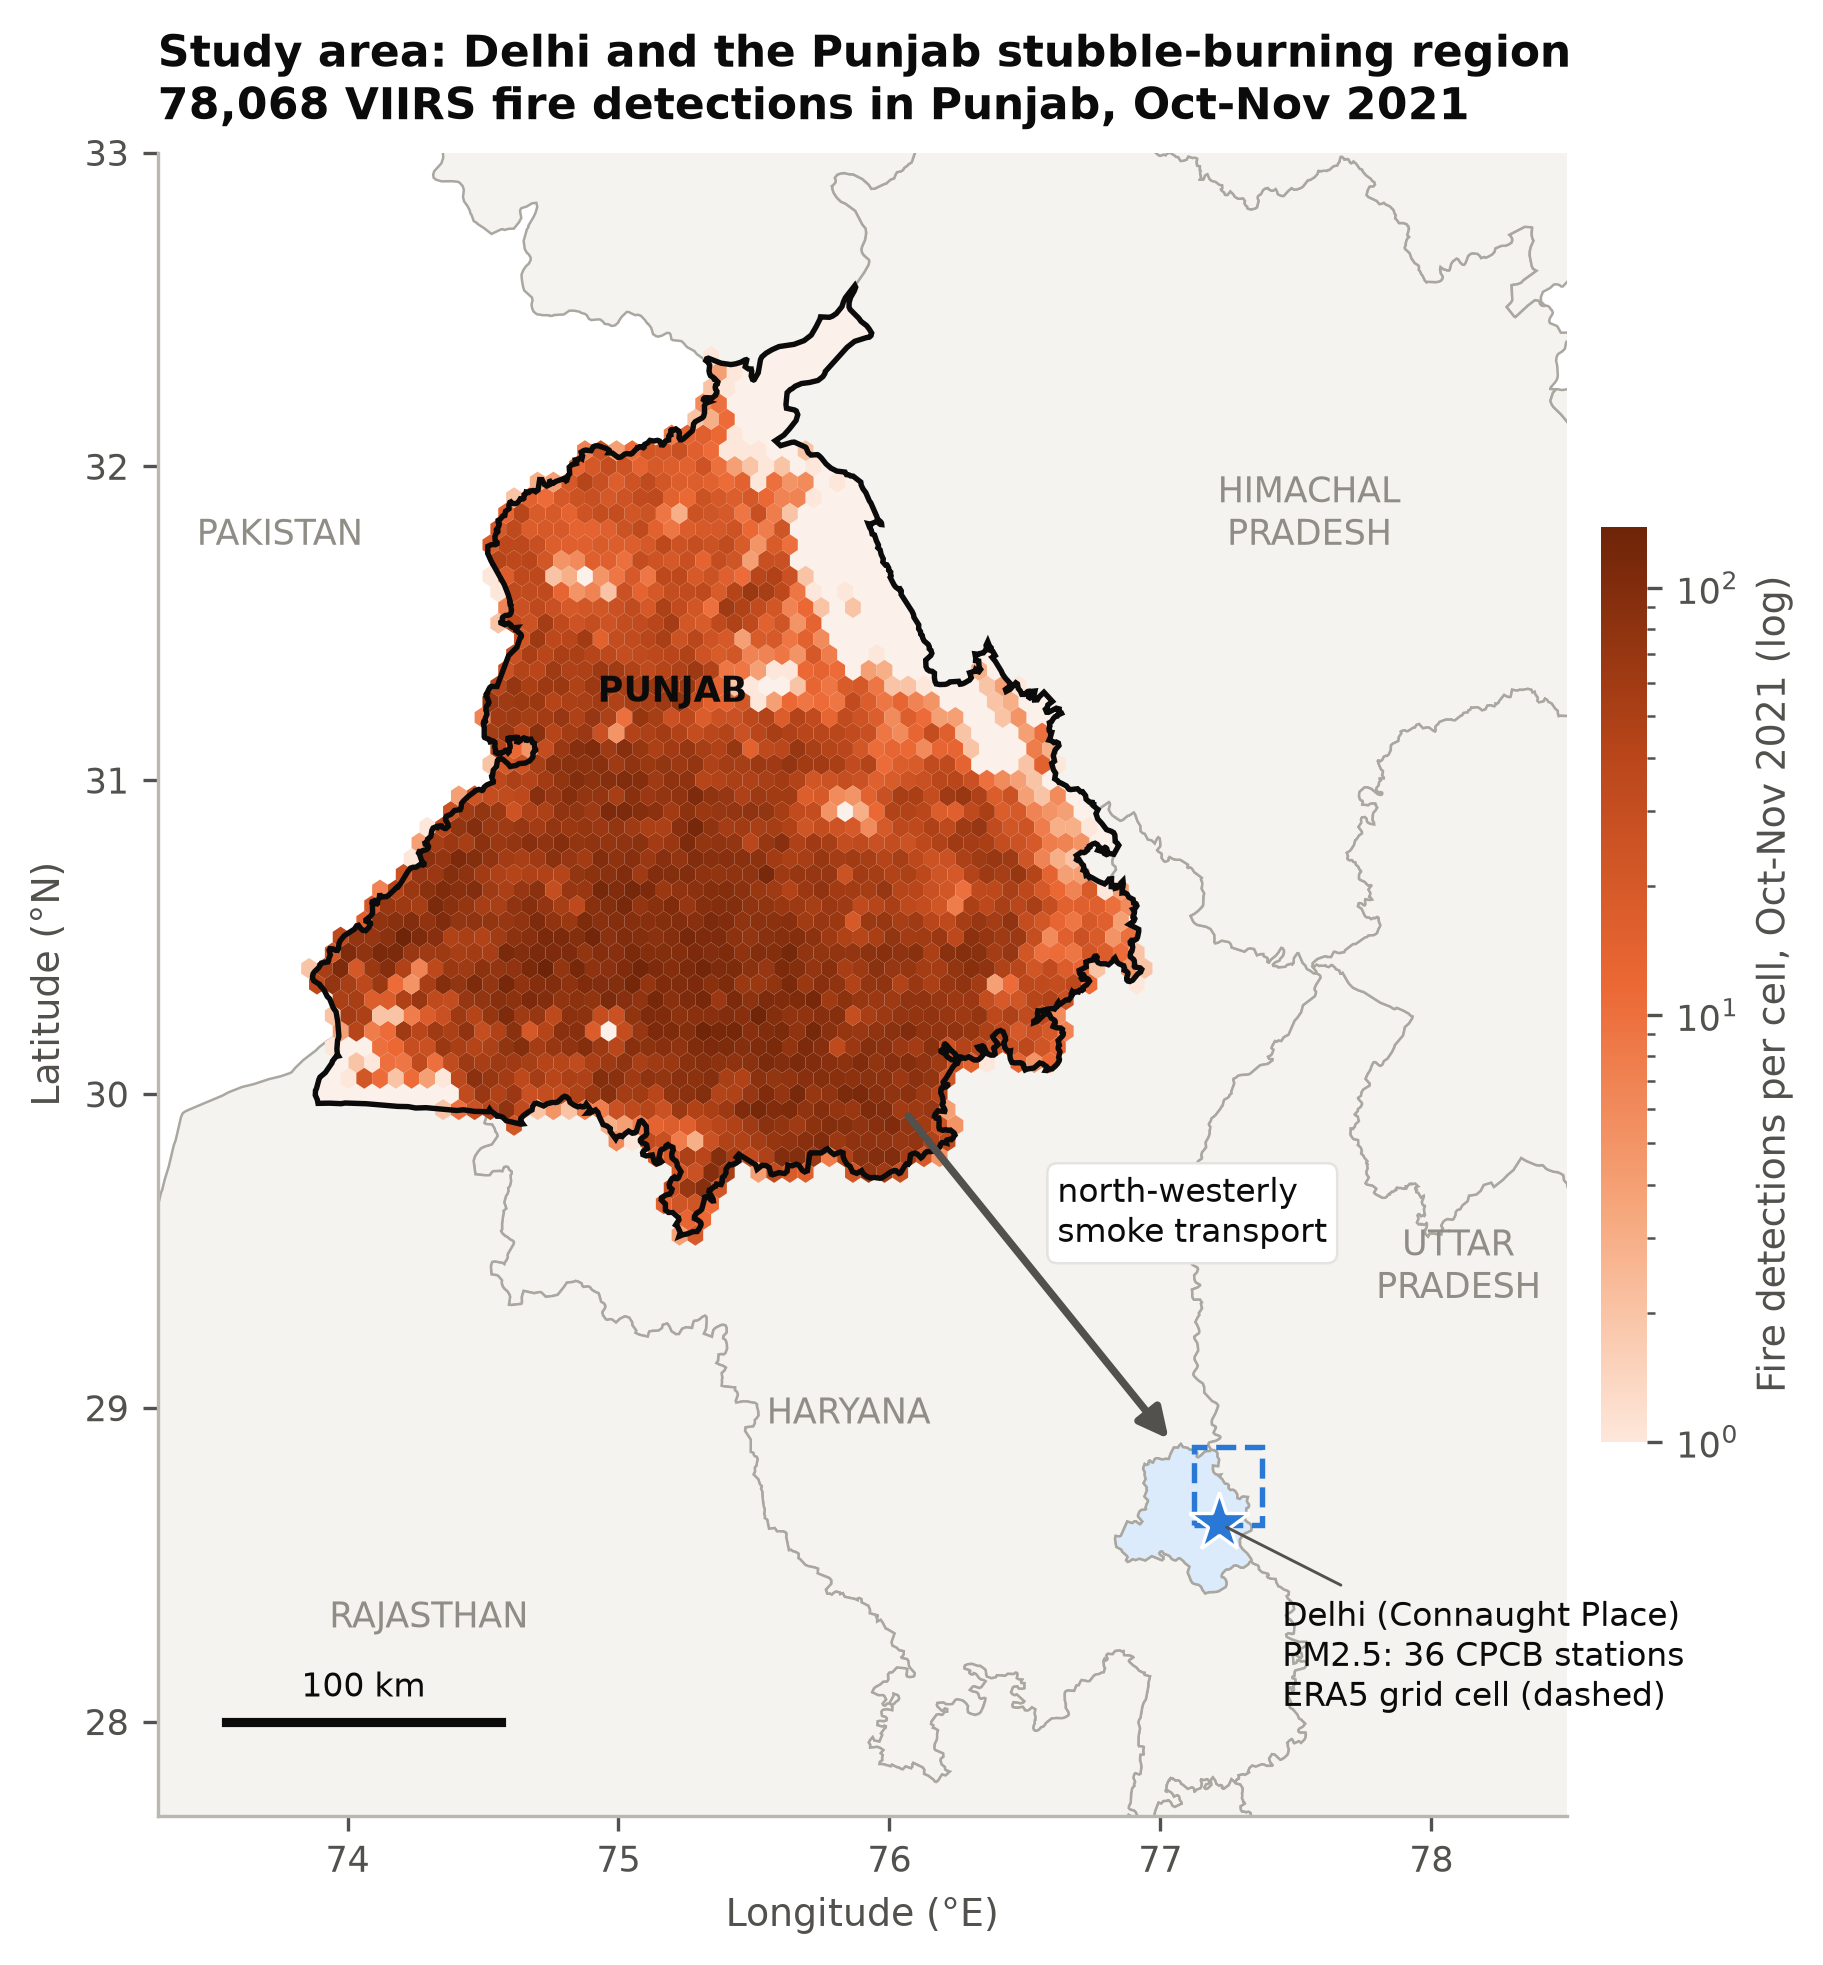 Study area: Delhi and the Punjab stubble-burning region
78,068 VIIRS fire detections in Punjab, Oct-Nov 2021
33
32
31
30
29
28
Latitude (°N)
74
75
76
77
78
Longitude (°E)
PAKISTAN
HIMACHAL
PRADESH
PUNJAB
north-westerly
smoke transport
UTTAR
PRADESH
HARYANA
RAJASTHAN
100 km
Delhi (Connaught Place)
PM2.5: 36 CPCB stations
ERA5 grid cell (dashed)
10²
10¹
10⁰
Fire detections per cell, Oct-Nov 2021 (log)